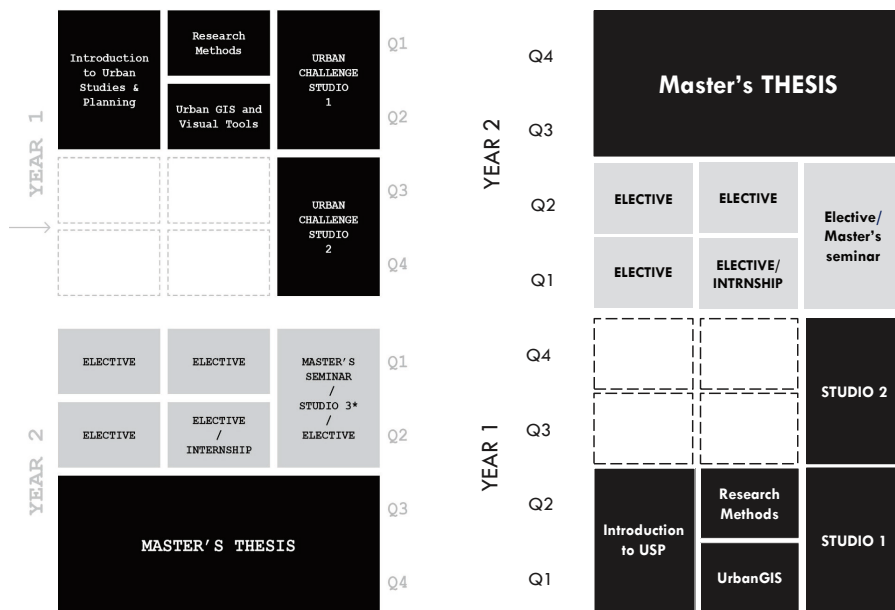 YEAR 1
Introduction
to Urban
Studies &
Planning
Research
Methods
Urban GIS and
Visual Tools
URBAN
CHALLENGE
STUDIO
1
Q1
Q2
URBAN
CHALLENGE
STUDIO
2
Q3
Q4
YEAR 2
ELECTIVE
ELECTIVE
MASTER'S
SEMINAR
/
STUDIO 3*
/
ELECTIVE
Q1
ELECTIVE
ELECTIVE
/
INTERNSHIP
Q2
MASTER'S THESIS
Q3
Q4
YEAR 2
Q4
Master's THESIS
Q3
Q2
ELECTIVE
ELECTIVE
Elective/
Master's
seminar
Q1
ELECTIVE
ELECTIVE/
INTRNSHIP
YEAR 1
Q4
Q3
STUDIO 2
Q2
Introduction
to USP
Research
Methods
STUDIO 1
Q1
UrbanGIS